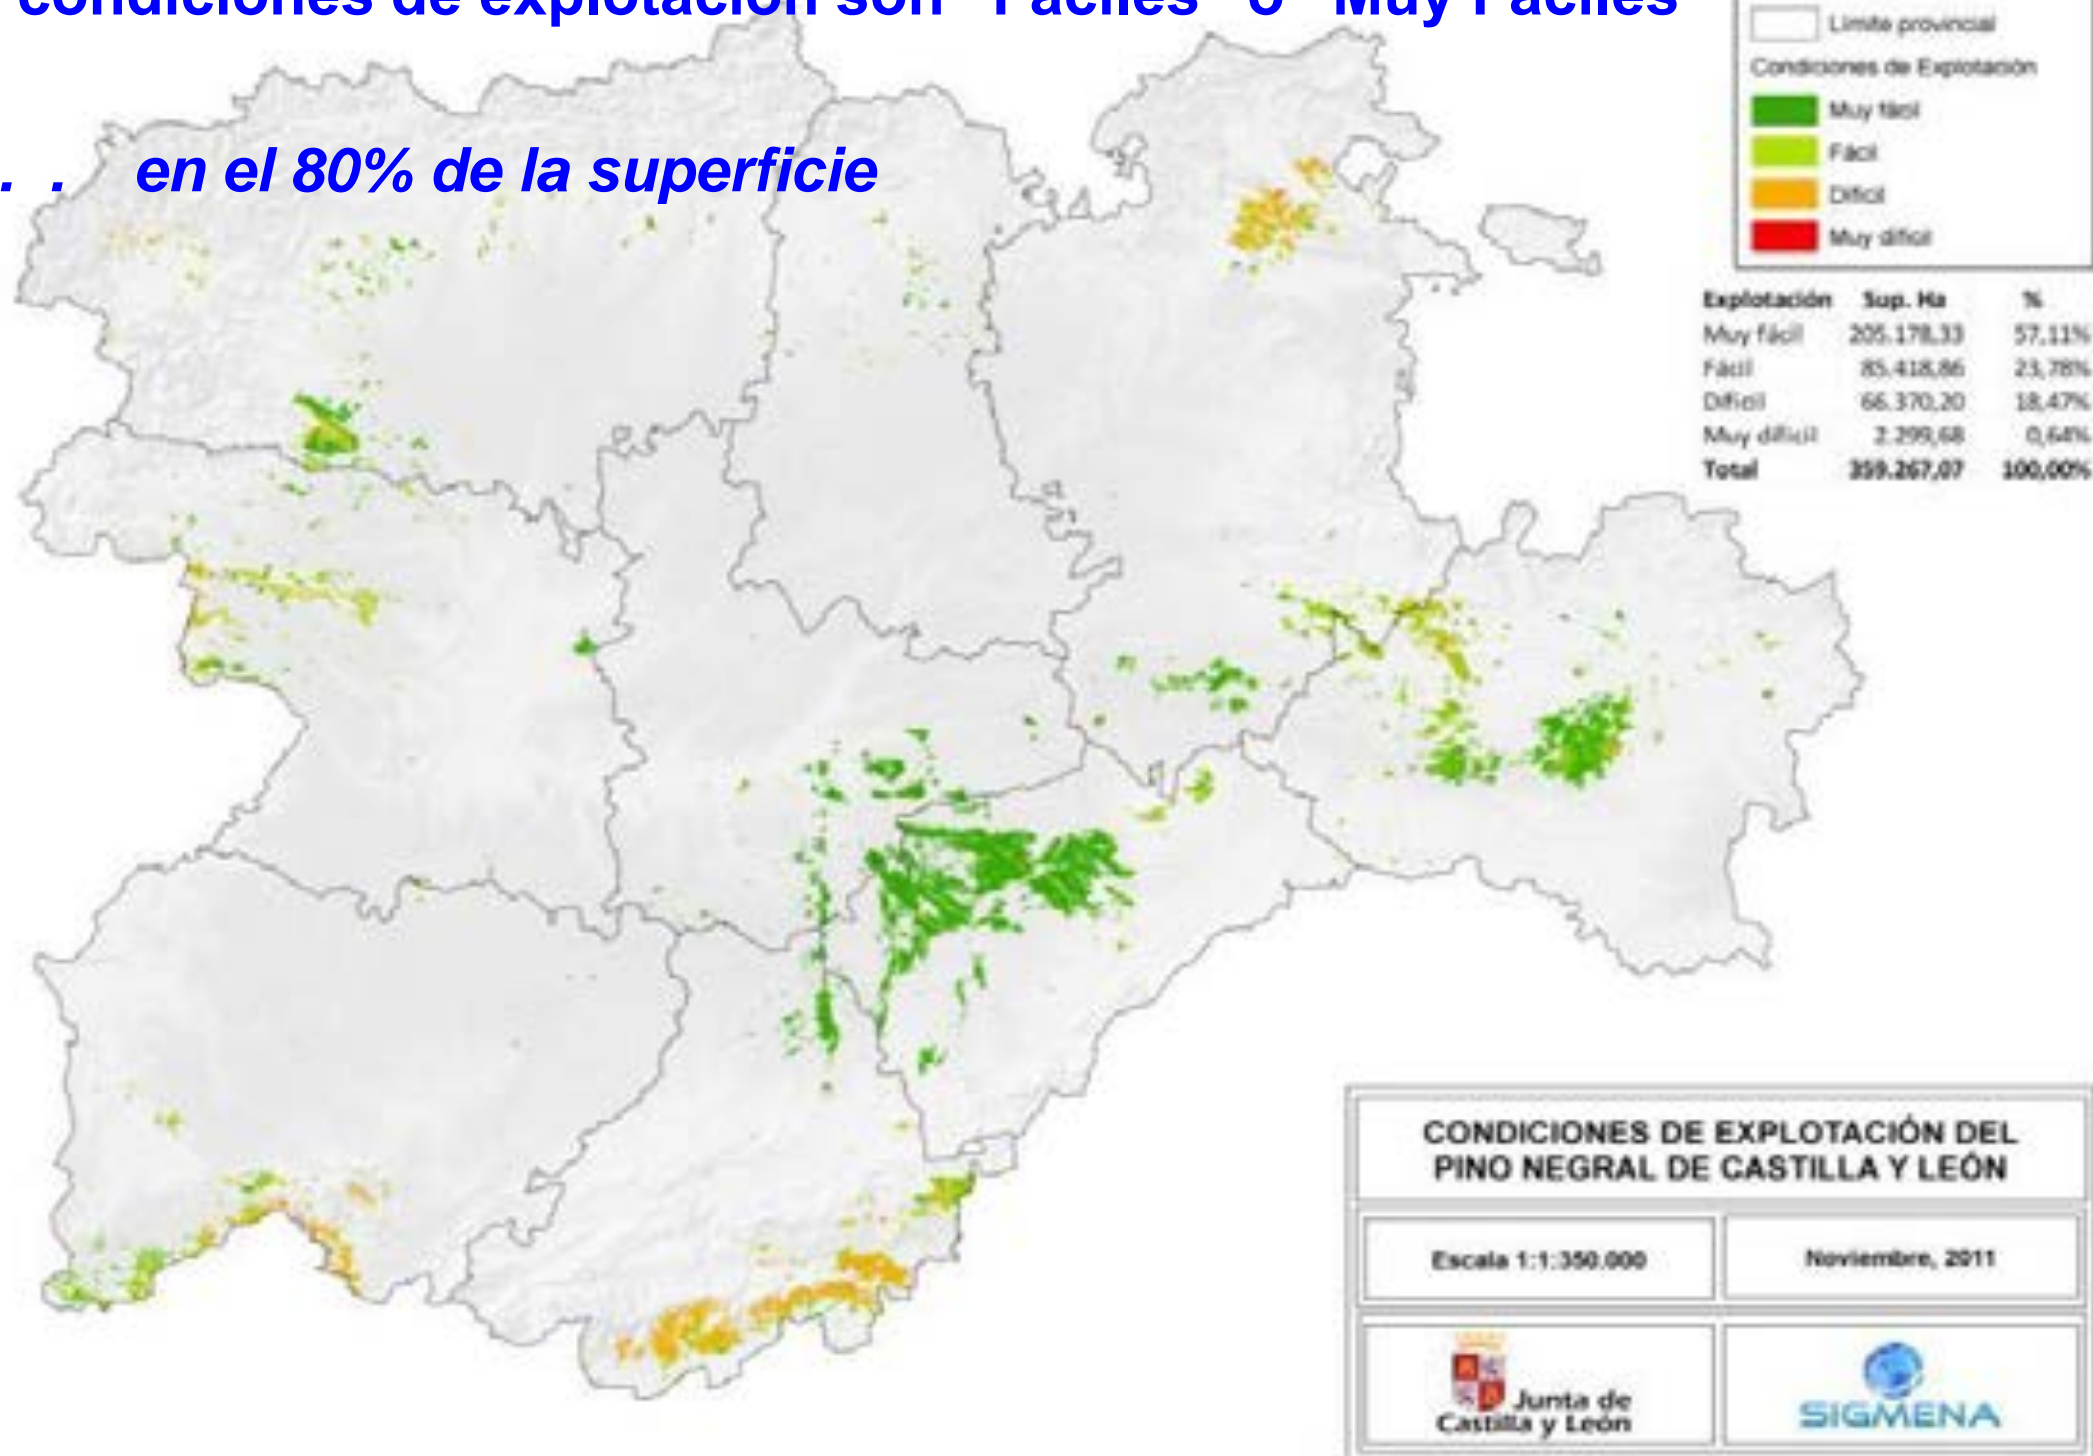 condiciones de explotación son "Fáciles" o "Muy Fáciles"
. . en el 80% de la superficie
Límite provincial
Condiciones de Explotación
Muy fácil
Fácil
Difícil
Muy difícil
Explotación Sup. Ha %
Muy fácil 205.178,33 57,11%
Fácil 85.418,86 23,78%
Difícil 66.370,20 18,47%
Muy difícil 2.299,68 0,64%
Total 359.267,07 100,00%
CONDICIONES DE EXPLOTACIÓN DEL
PINO NEGRAL DE CASTILLA Y LEÓN
Escala 1:1:350.000
Noviembre, 2011
Junta de
Castilla y León
SIGMENA